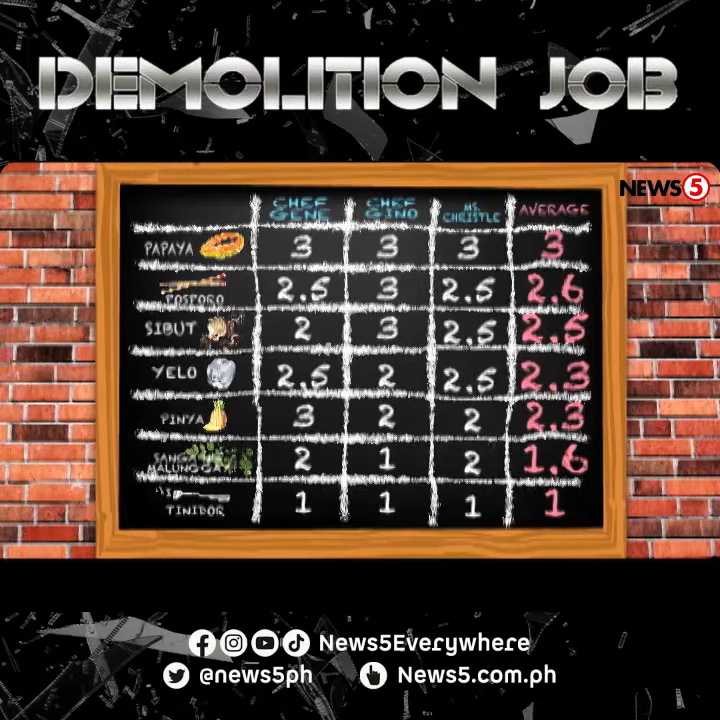 DEMOLITION JOB
NEWS5
CHEF GENE CHEF GINO MS. CHRISTLE AVERAGE
PAPAYA 3 3 3 3
POSPORO 2.5 3 2.5 2.6
SIBUT 2 3 2.5 2.5
YELO 2.5 2 2.5 2.3
PINYA 3 2 2 2.3
SANGA MALUNGGAY 2 1 2 1.6
TINIDOR 1 1 1 1
News5Everywhere
@news5ph News5.com.ph